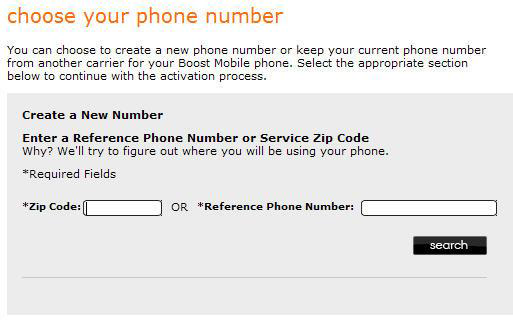 choose your phone number
You can choose to create a new phone number or keep your current phone number
from another carrier for your Boost Mobile phone. Select the appropriate section
below to continue with the activation process.
Create a New Number
Enter a Reference Phone Number or Service Zip Code
Why? We'll try to figure out where you will be using your phone.
*Required Fields
*Zip Code: OR *Reference Phone Number:
search